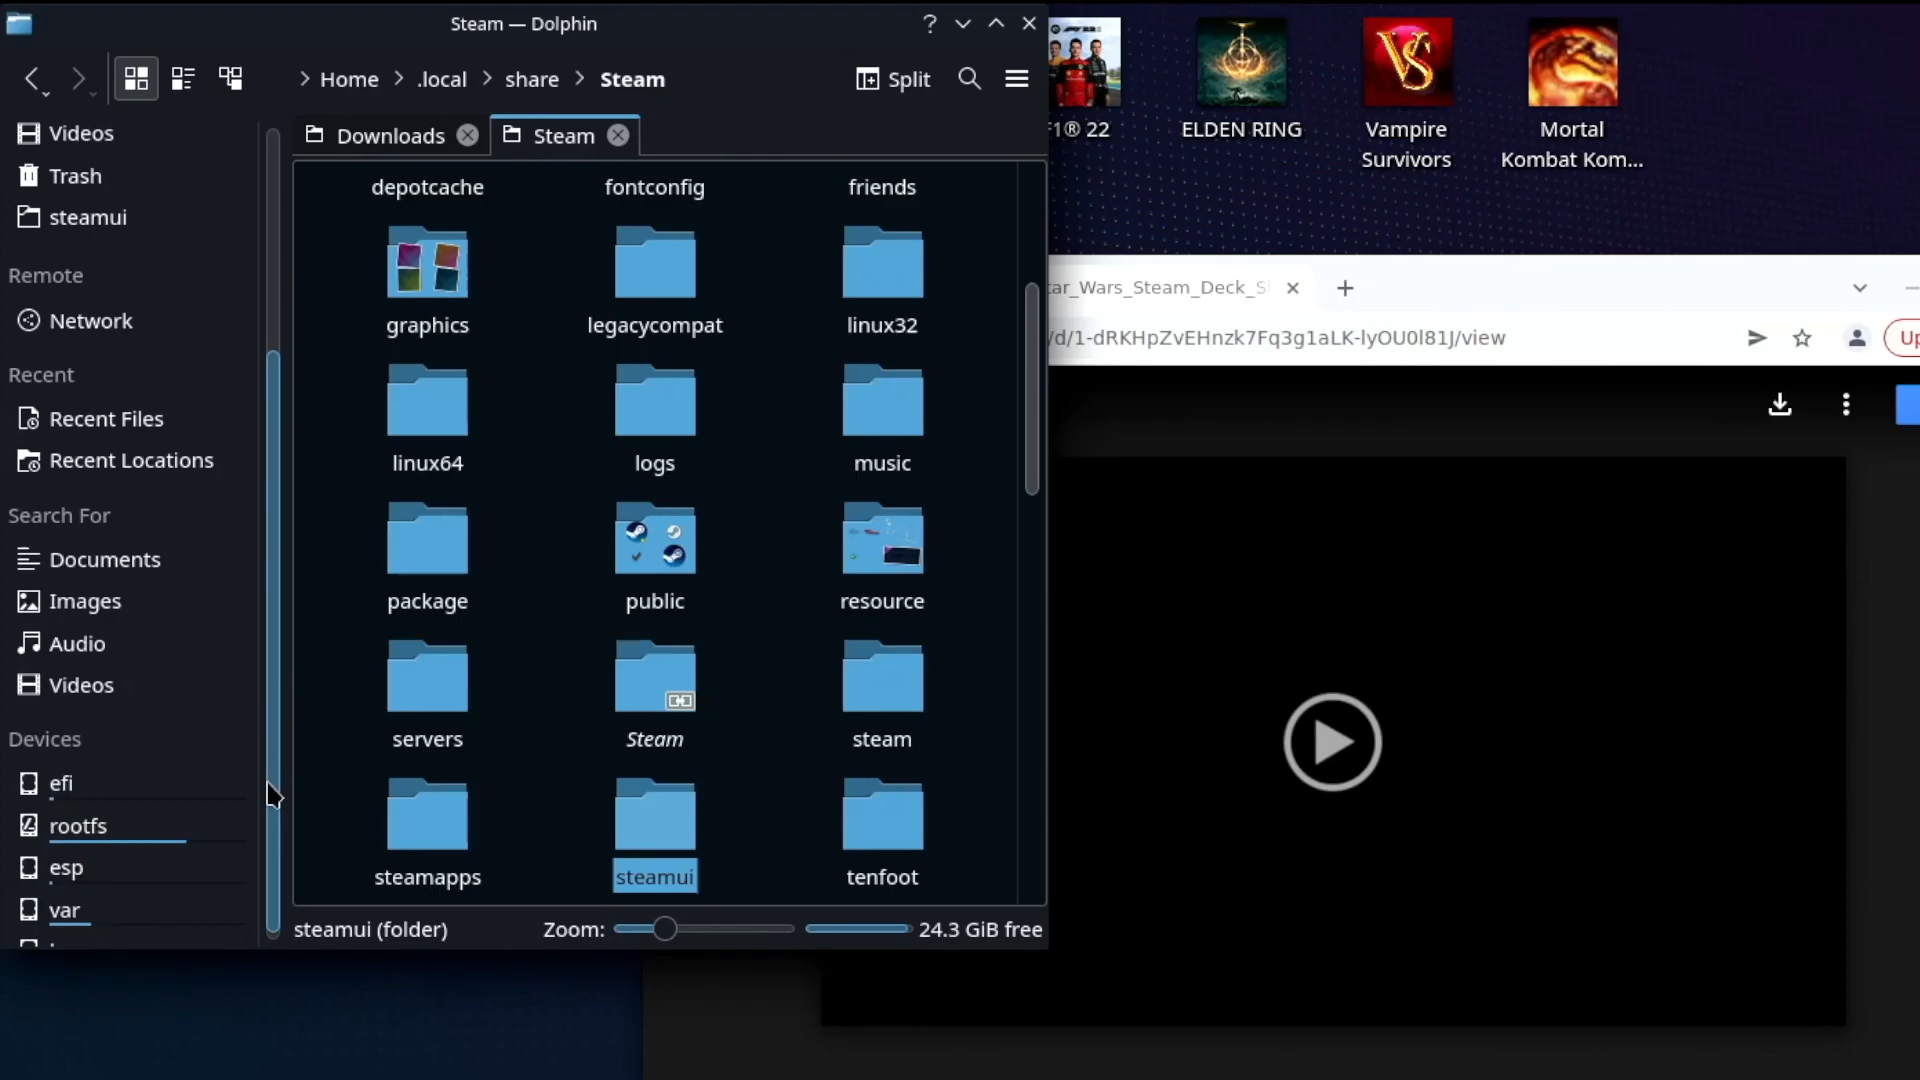 Steam — Dolphin
Home
.local
share
Steam
Split
Videos
Trash
steamui
Remote
Network
Recent
Recent Files
Recent Locations
Search For
Documents
Images
Audio
Videos
Devices
efi
rootfs
esp
var
Downloads
Steam
depotcache
fontconfig
friends
graphics
legacycompat
linux32
linux64
logs
music
package
public
resource
servers
Steam
steam
steamapps
steamui
tenfoot
steamui (folder)
Zoom:
24.3 GiB free
F1® 22
ELDEN RING
VS
Vampire
Survivors
Mortal
Kombat Kom...
ar_Wars_Steam_Deck_S
/d/1-dRKHpZvEHnzk7Fq3g1aLK-lyOU0l81J/view
Up